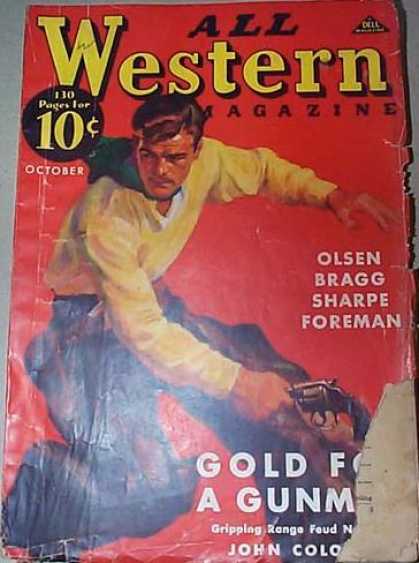 ALL
DELL
Western
MAGAZINE
130
Pages for
10¢
OCTOBER
OLSEN
BRAGG
SHARPE
FOREMAN
GOLD FO
A GUNM
Gripping Range Feud N
JOHN COLO